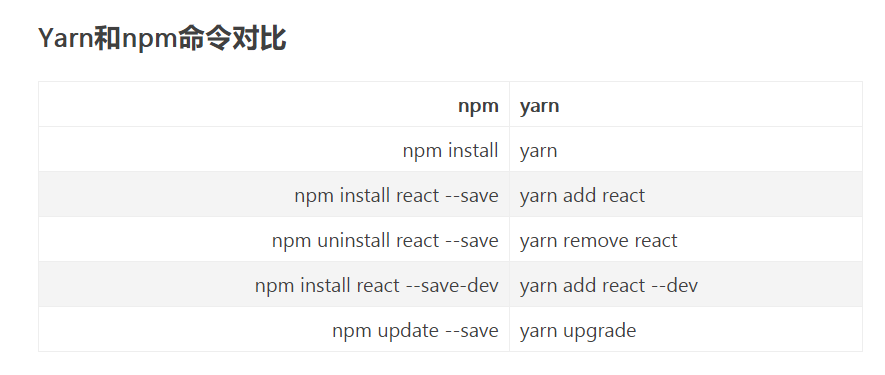 Yarn和npm命令对比
npm yarn
npm install yarn
npm install react --save yarn add react
npm uninstall react --save yarn remove react
npm install react --save-dev yarn add react --dev
npm update --save yarn upgrade